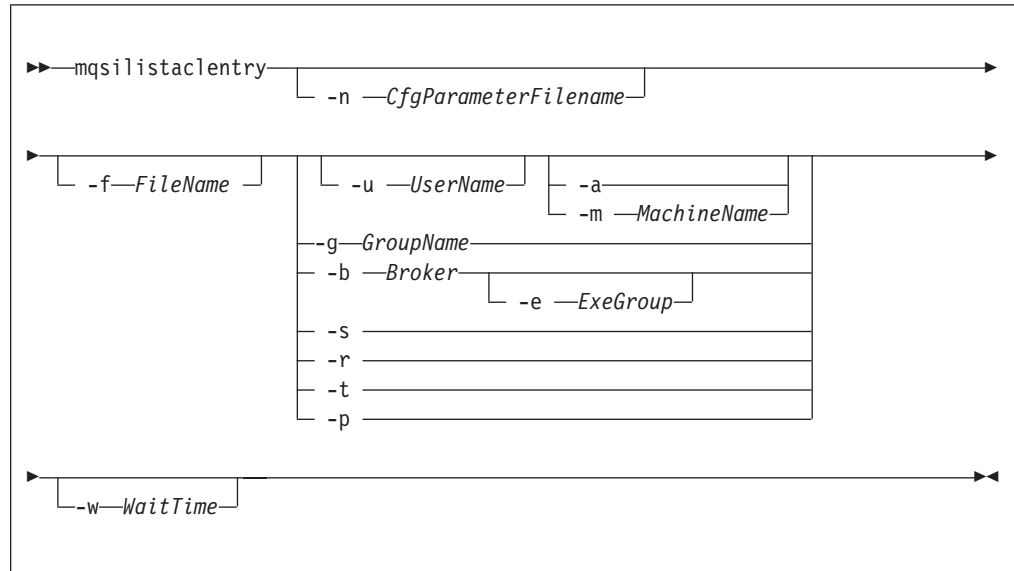 mqsilistaclentry
-n CfgParameterFilename
-f FileName
-u UserName
-a
-m MachineName
-g GroupName
-b Broker
-e ExeGroup
-s
-r
-t
-p
-w WaitTime